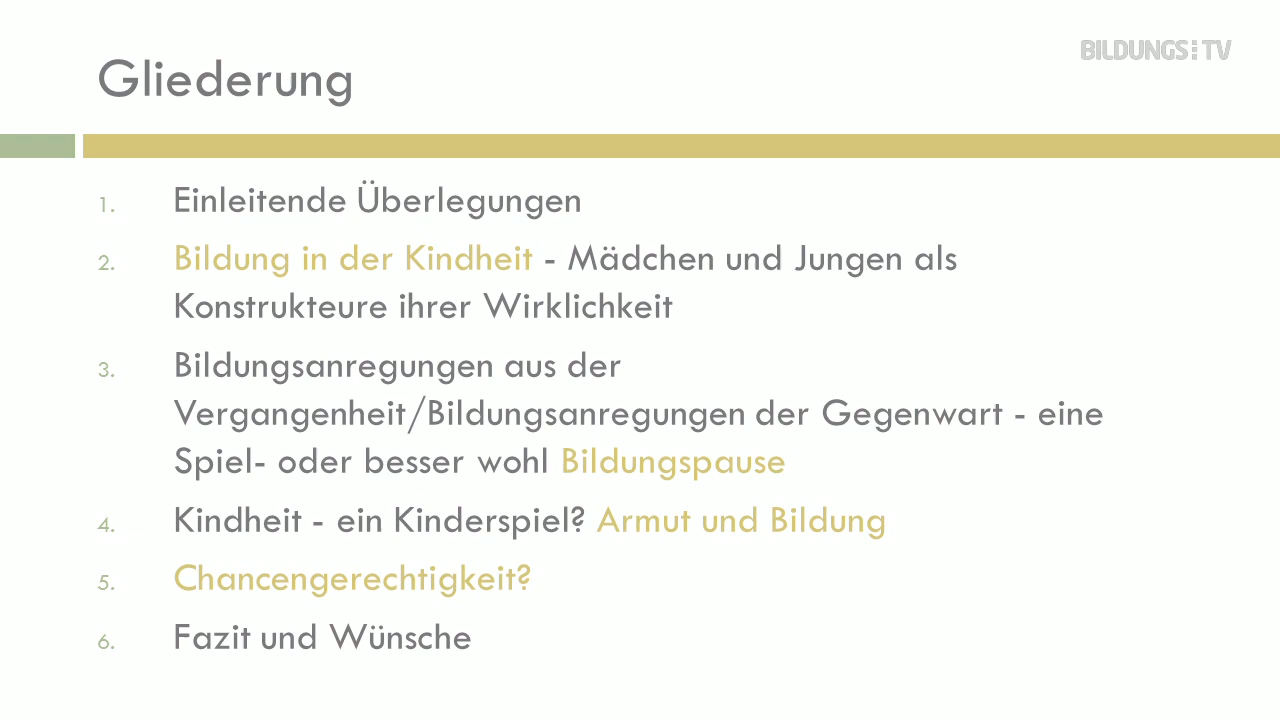 Gliederung
BILDUNGS:TV
1. Einleitende Überlegungen
2. Bildung in der Kindheit - Mädchen und Jungen als
Konstrukteure ihrer Wirklichkeit
3. Bildungsanregungen aus der
Vergangenheit/Bildungsanregungen der Gegenwart - eine
Spiel- oder besser wohl Bildungspause
4. Kindheit - ein Kinderspiel? Armut und Bildung
5. Chancengerechtigkeit?
6. Fazit und Wünsche